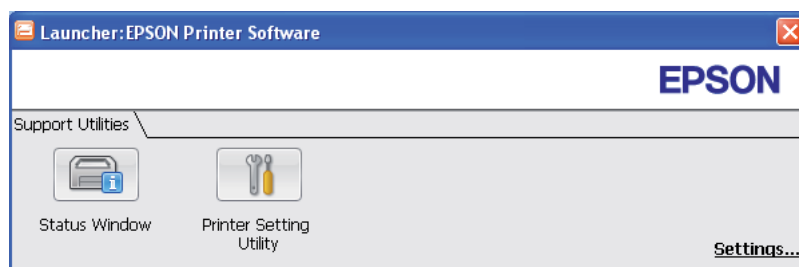 Launcher:EPSON Printer Software
EPSON
Support Utilities
Status Window
Printer Setting
Utility
Settings...